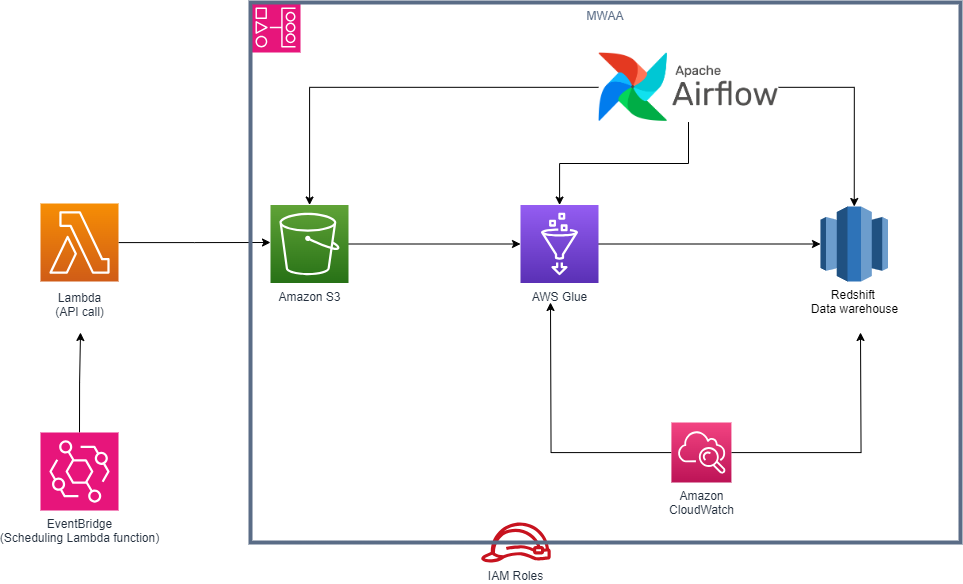 MWAA
Apache
Airflow
Lambda
(API call)
Amazon S3
AWS Glue
Redshift
Data warehouse
EventBridge
(Scheduling Lambda function)
Amazon
CloudWatch
IAM Roles